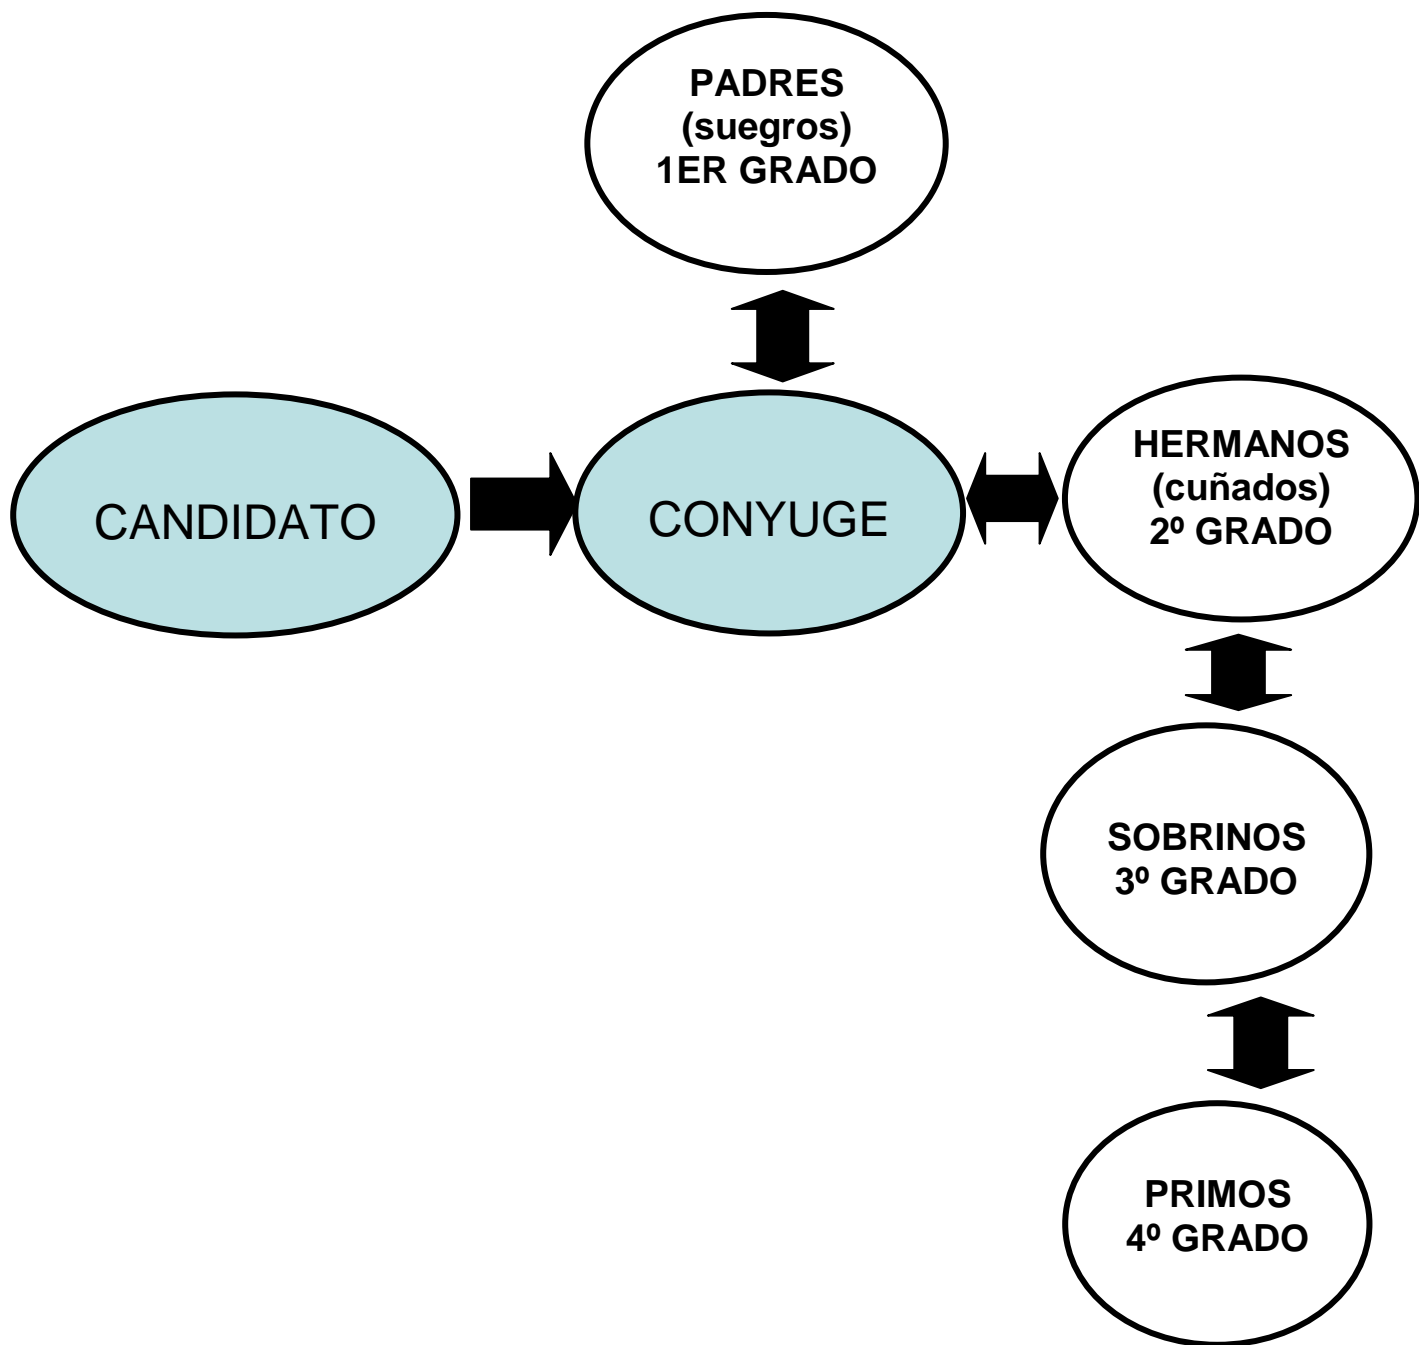 PADRES
(suegros)
1ER GRADO
CANDIDATO
CONYUGE
HERMANOS
(cuñados)
2º GRADO
SOBRINOS
3º GRADO
PRIMOS
4º GRADO